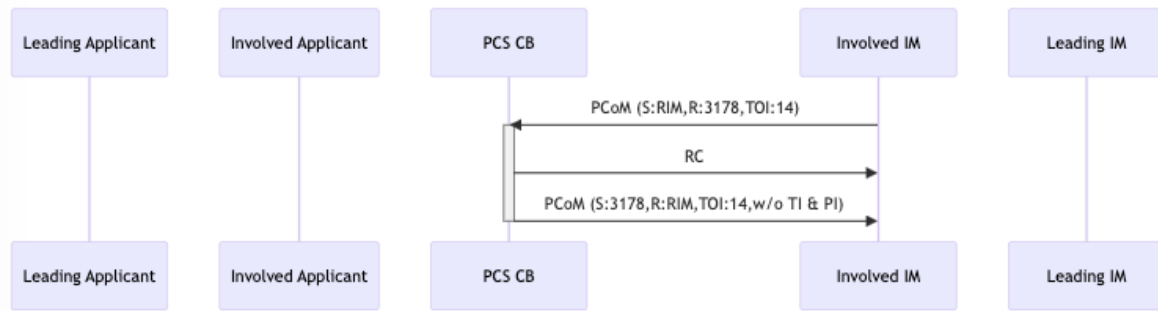 Leading Applicant
Involved Applicant
PCS CB
Involved IM
Leading IM
PCoM (S:RIM,R:3178,TOI:14)
RC
PCoM (S:3178,R:RIM,TOI:14,w/o TI & PI)
Leading Applicant
Involved Applicant
PCS CB
Involved IM
Leading IM